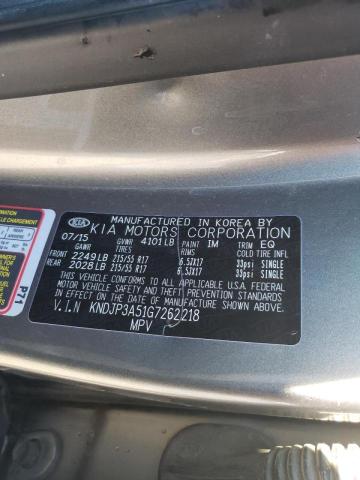 MANUFACTURED IN KOREA BY
KIA KIA MOTORS CORPORATION
07/15 GVWR 4101LB PAINT IM TRIM EQ
GAWR TIRES RIMS COLD TIRE INFL
FRONT 2249LB 215/55 R17 6.5JX17 33psi SINGLE
REAR 2028LB 215/55 R17 6.5JX17 33psi SINGLE
THIS VEHICLE CONFORMS TO ALL APPLICABLE
U.S. FEDERAL MOTOR VEHICLE SAFETY, BUMPER,
AND THEFT PREVENTION STANDARDS IN EFFECT ON
THE DATE OF MANUFACTURE SHOWN ABOVE.
V.I.N KNDJP3A51G7262218
MPV
P71